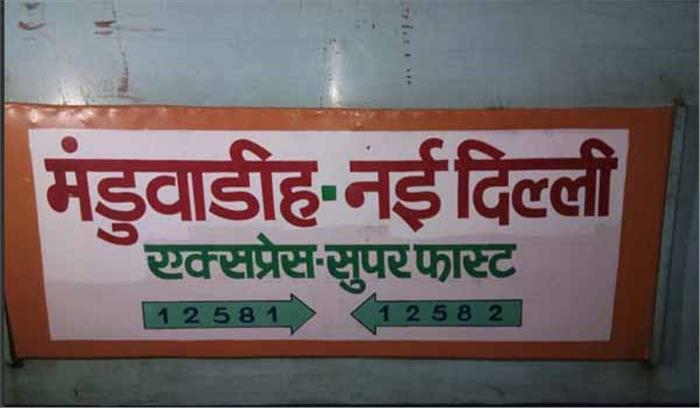 मंडुवाडीह-नई दिल्ली
एक्सप्रेस-सुपर फास्ट
12581 12582